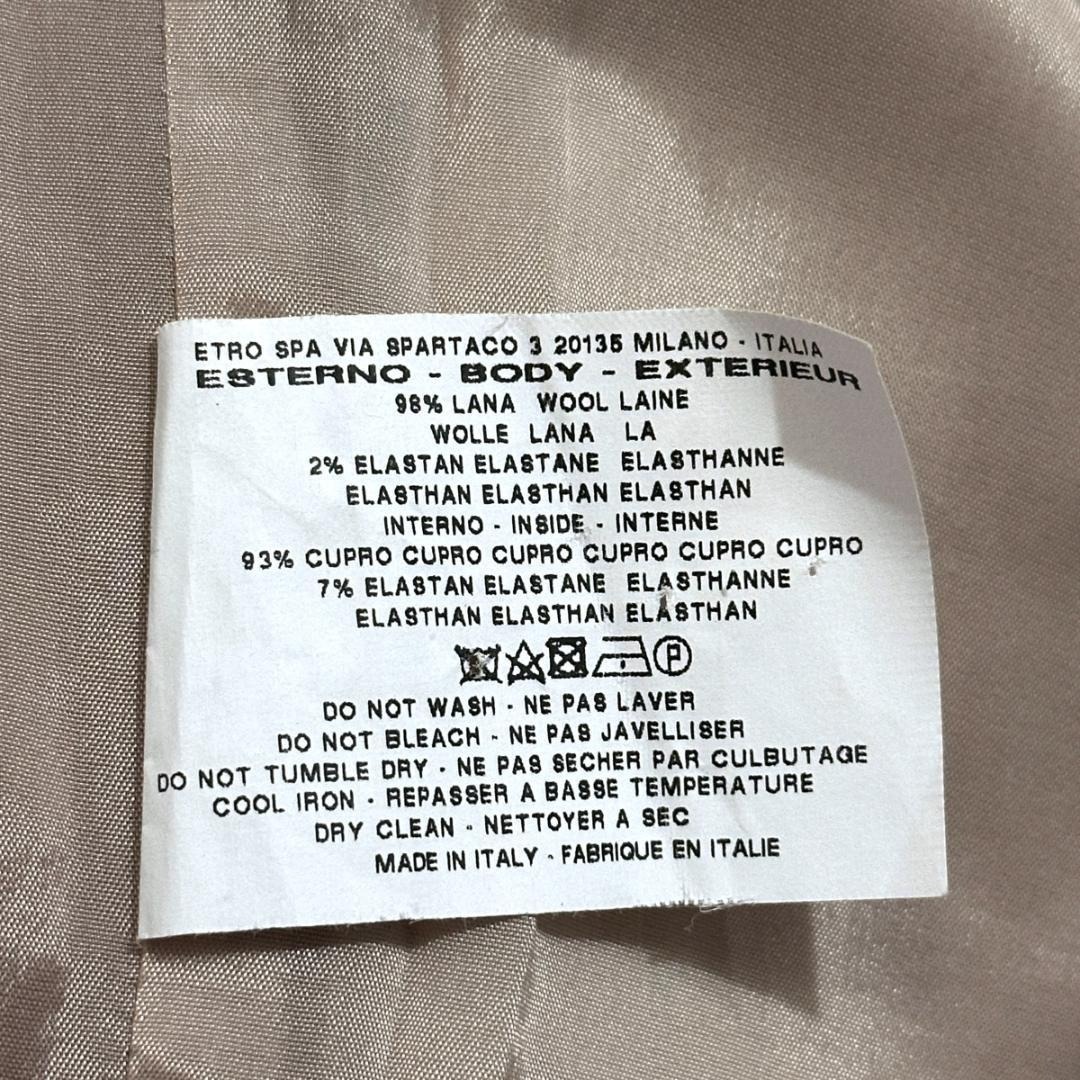 ETRO SPA VIA SPARTACO 3 20135 MILANO - ITALIA
ESTERNO - BODY - EXTERIEUR
98% LANA WOOL LAINE
WOLLE LANA LA
2% ELASTAN ELASTANE ELASTHANNE
ELASTHAN ELASTHAN ELASTHAN
INTERNO - INSIDE - INTERNE
93% CUPRO CUPRO CUPRO CUPRO CUPRO CUPRO
7% ELASTAN ELASTANE ELASTHANNE
ELASTHAN ELASTHAN ELASTHAN
P
DO NOT WASH - NE PAS LAVER
DO NOT BLEACH - NE PAS JAVELLISER
DO NOT TUMBLE DRY - NE PAS SECHER PAR CULBUTAGE
COOL IRON - REPASSER A BASSE TEMPERATURE
DRY CLEAN - NETTOYER A SEC
MADE IN ITALY - FABRIQUE EN ITALIE